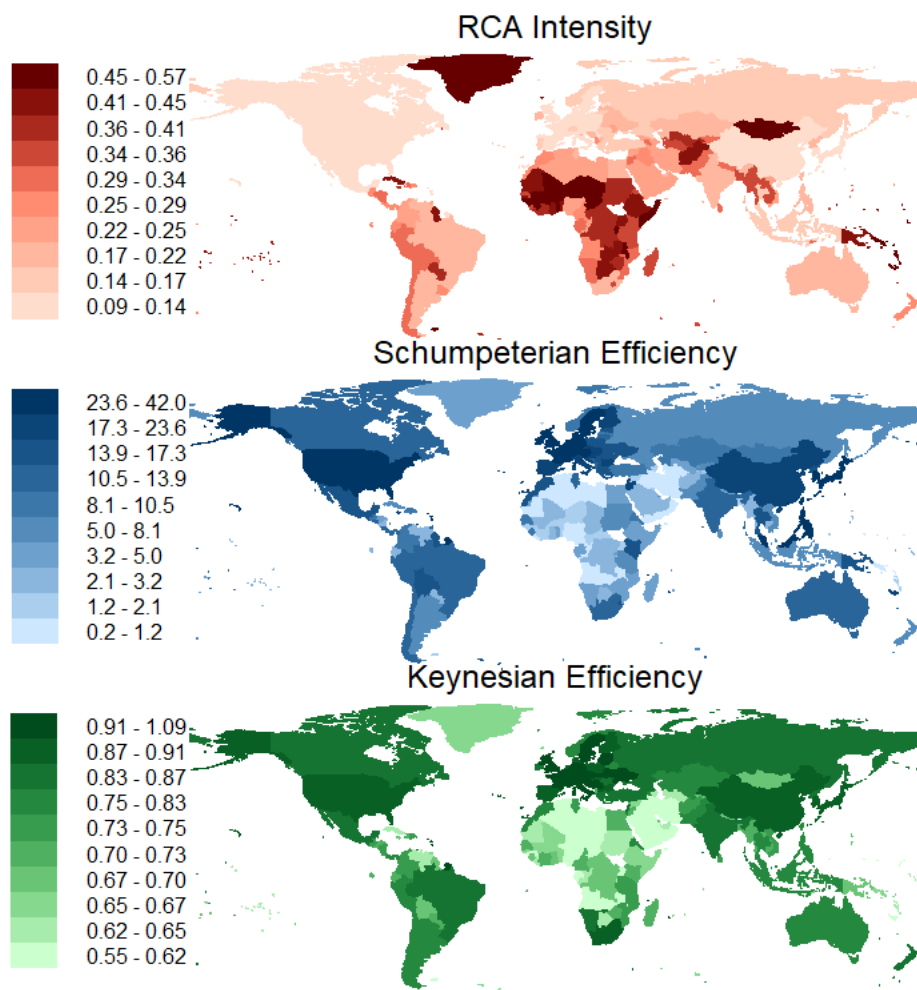 RCA Intensity
0.45 - 0.57
0.41 - 0.45
0.36 - 0.41
0.34 - 0.36
0.29 - 0.34
0.25 - 0.29
0.22 - 0.25
0.17 - 0.22
0.14 - 0.17
0.09 - 0.14
Schumpeterian Efficiency
23.6 - 42.0
17.3 - 23.6
13.9 - 17.3
10.5 - 13.9
8.1 - 10.5
5.0 - 8.1
3.2 - 5.0
2.1 - 3.2
1.2 - 2.1
0.2 - 1.2
Keynesian Efficiency
0.91 - 1.09
0.87 - 0.91
0.83 - 0.87
0.75 - 0.83
0.73 - 0.75
0.70 - 0.73
0.67 - 0.70
0.65 - 0.67
0.62 - 0.65
0.55 - 0.62